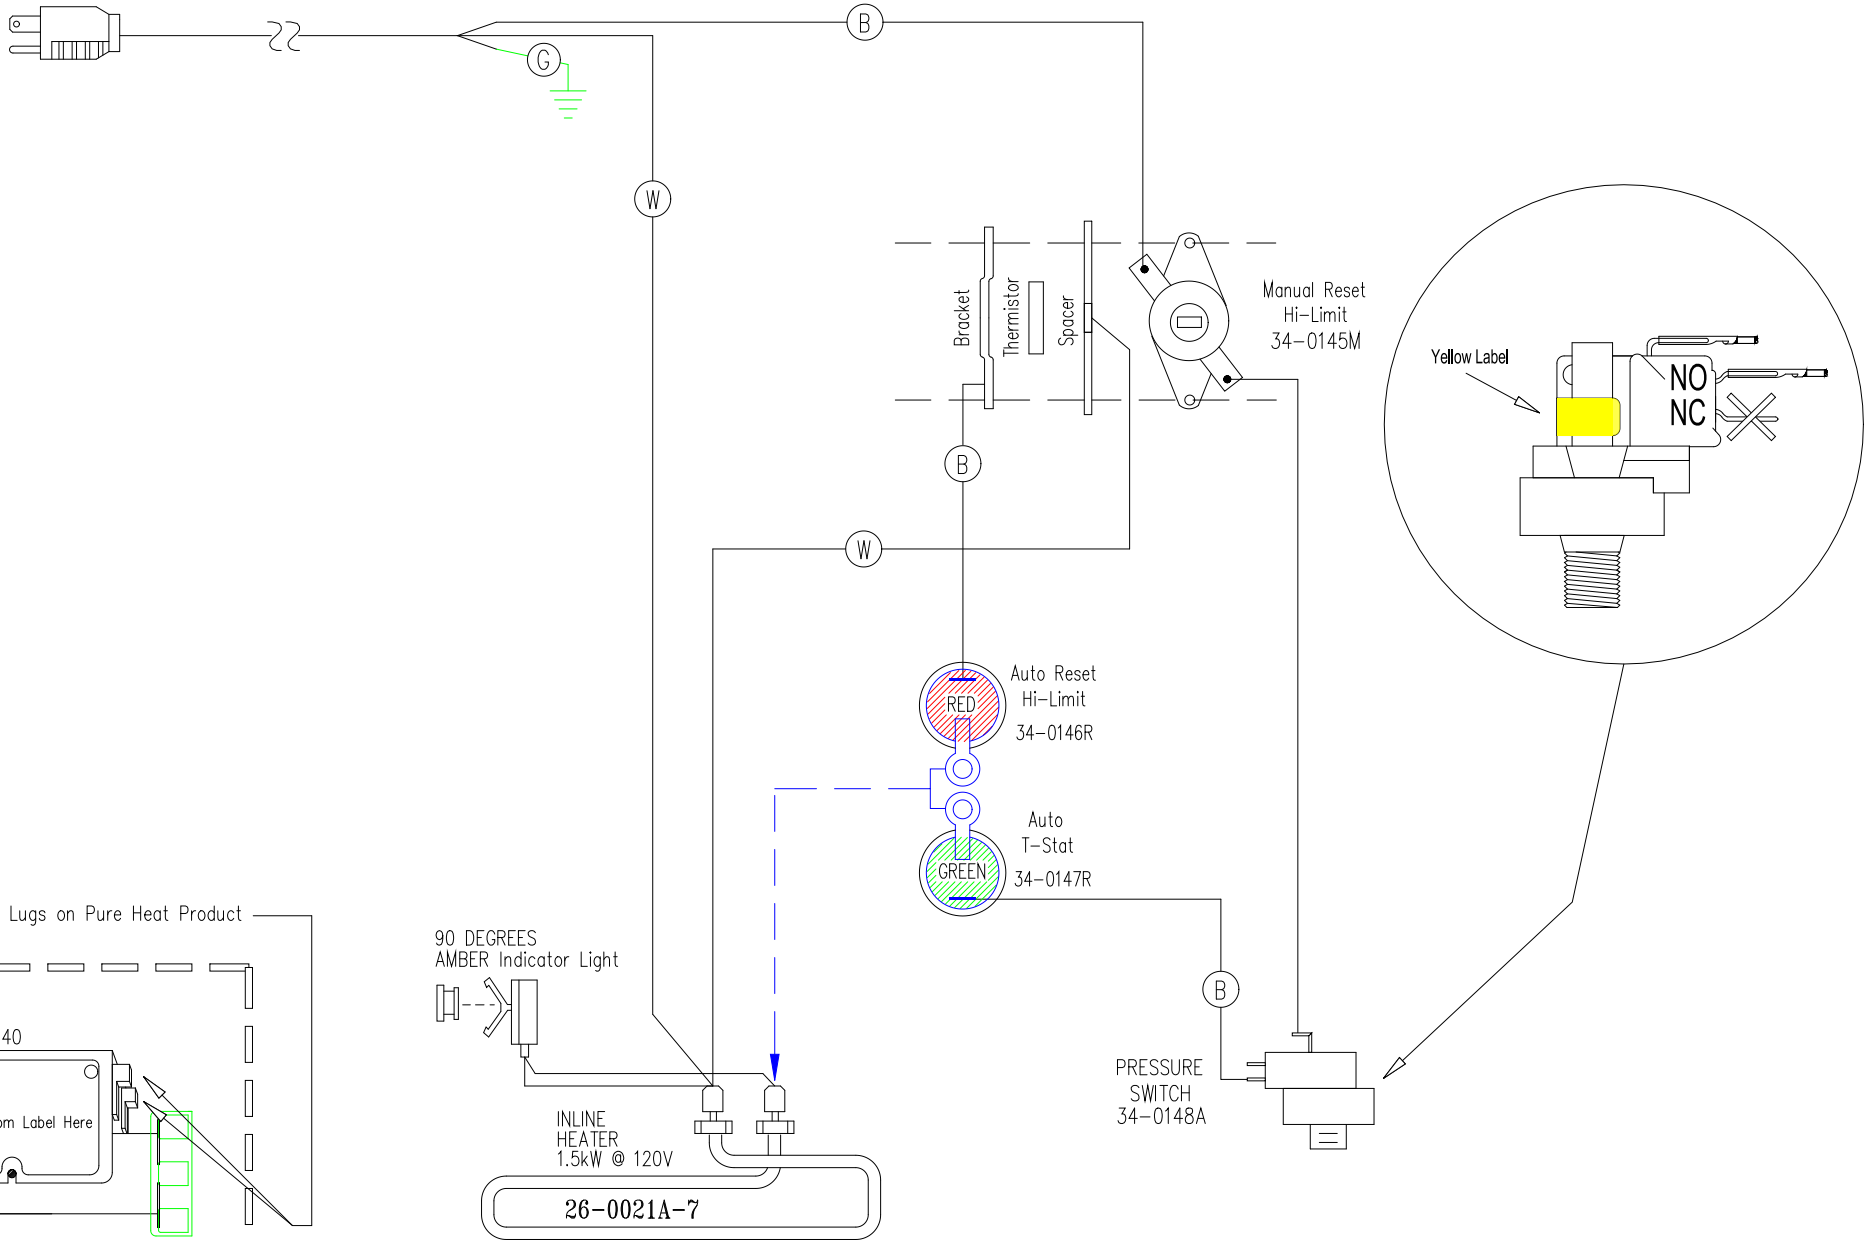 B
G
W
Bracket
Thermistor
Spacer
Manual Reset
Hi-Limit
34-0145M
Yellow Label
NO
NC
B
W
RED
Auto Reset
Hi-Limit
34-0146R
GREEN
Auto
T-Stat
34-0147R
Lugs on Pure Heat Product
90 DEGREES
AMBER Indicator Light
B
40
Label Here
PRESSURE
SWITCH
34-0148A
INLINE
HEATER
1.5kW @ 120V
26-0021A-7